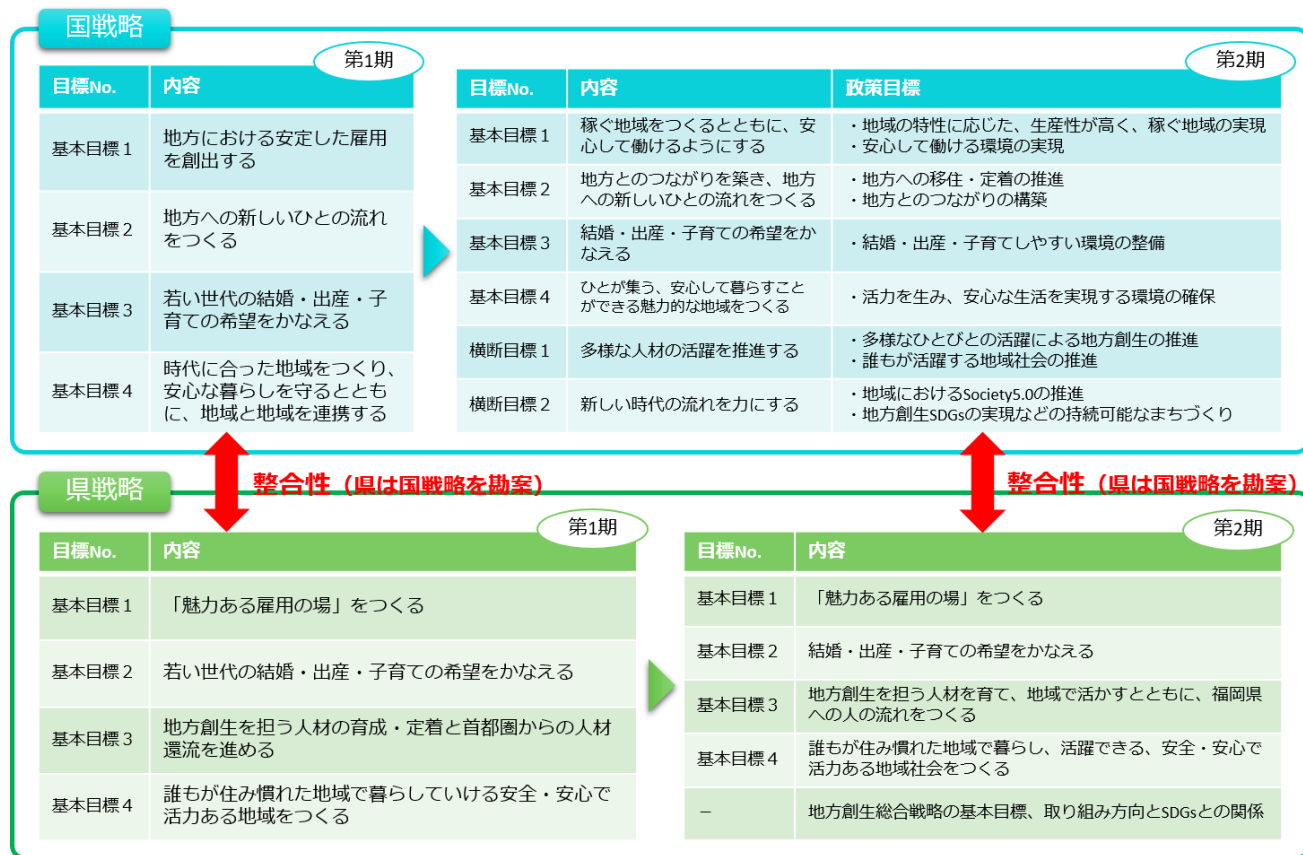 国戦略
第1期
目標No. 内容
基本目標１ 地方における安定した雇用
を創出する
基本目標２ 地方への新しいひとの流れ
をつくる
基本目標３ 若い世代の結婚・出産・子
育ての希望をかなえる
基本目標４ 時代に合った地域をつくり、
安心な暮らしを守るととも
に、地域と地域を連携する
第2期
目標No. 内容 政策目標
基本目標１ 稼ぐ地域をつくるとともに、安
心して働けるようにする
・地域の特性に応じた、生産性が高く、稼ぐ地域の実現
・安心して働ける環境の実現
基本目標２ 地方とのつながりを築き、地方
への新しいひとの流れをつくる
・地方への移住・定着の推進
・地方とのつながりの構築
基本目標３ 結婚・出産・子育ての希望をか
なえる
・結婚・出産・子育てしやすい環境の整備
基本目標４ ひとが集う、安心して暮らすこと
ができる魅力的な地域をつくる
・活力を生み、安心な生活を実現する環境の確保
横断目標１ 多様な人材の活躍を推進する
・多様なひとびとの活躍による地方創生の推進
・誰もが活躍する地域社会の推進
横断目標２ 新しい時代の流れを力にする
・地域におけるSociety5.0の推進
・地方創生SDGsの実現などの持続可能なまちづくり
整合性（県は国戦略を勘案）
整合性（県は国戦略を勘案）
県戦略
第1期
目標No. 内容
基本目標１ 「魅力ある雇用の場」をつくる
基本目標２ 若い世代の結婚・出産・子育ての希望をかなえる
基本目標３ 地方創生を担う人材の育成・定着と首都圏からの人材
還流を進める
基本目標４ 誰もが住み慣れた地域で暮らしていける安全・安心で
活力ある地域をつくる
第2期
目標No. 内容
基本目標１ 「魅力ある雇用の場」をつくる
基本目標２ 結婚・出産・子育ての希望をかなえる
基本目標３ 地方創生を担う人材を育て、地域で活かすとともに、福岡県
への人の流れをつくる
基本目標４ 誰もが住み慣れた地域で暮らし、活躍できる、安全・安心で
活力ある地域社会をつくる
－ 地方創生総合戦略の基本目標、取り組み方向とSDGsとの関係